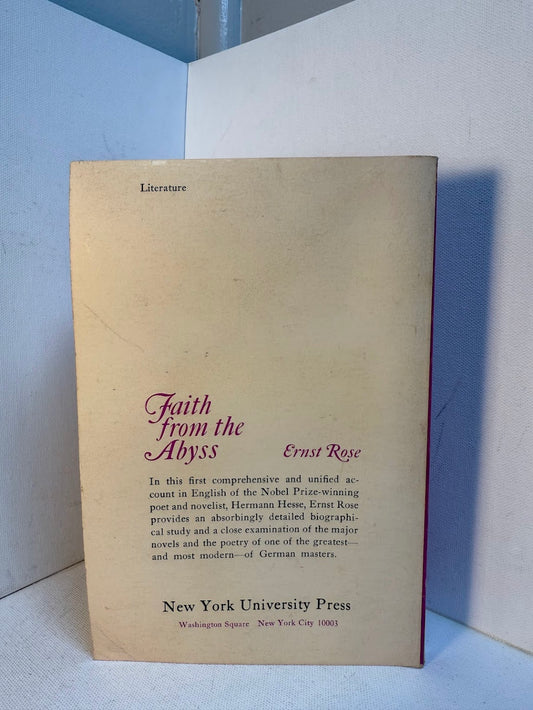 Literature
Faith
from the
Abyss
Ernst Rose
In this first comprehensive and unified ac-
count in English of the Nobel Prize-winning
poet and novelist, Hermann Hesse, Ernst Rose
provides an absorbingly detailed biographi-
cal study and a close examination of the major
novels and the poetry of one of the greatest—
and most modern—of German masters.
New York University Press
Washington Square New York City 10003